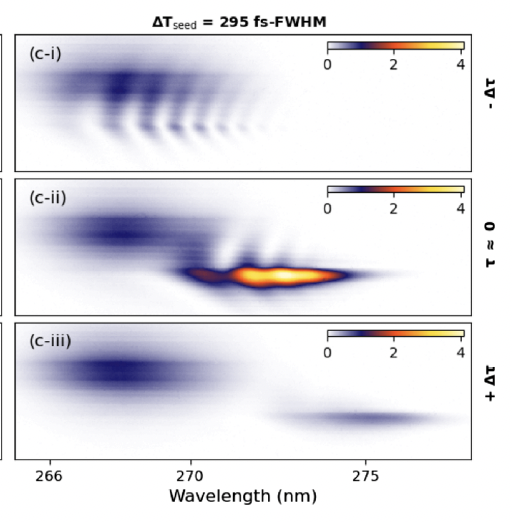 ΔT_seed = 295 fs-FWHM
(c-i)
0 2 4
- Δτ
(c-ii)
0 2 4
τ ≈ 0
(c-iii)
0 2 4
+ Δτ
266 270 275
Wavelength (nm)